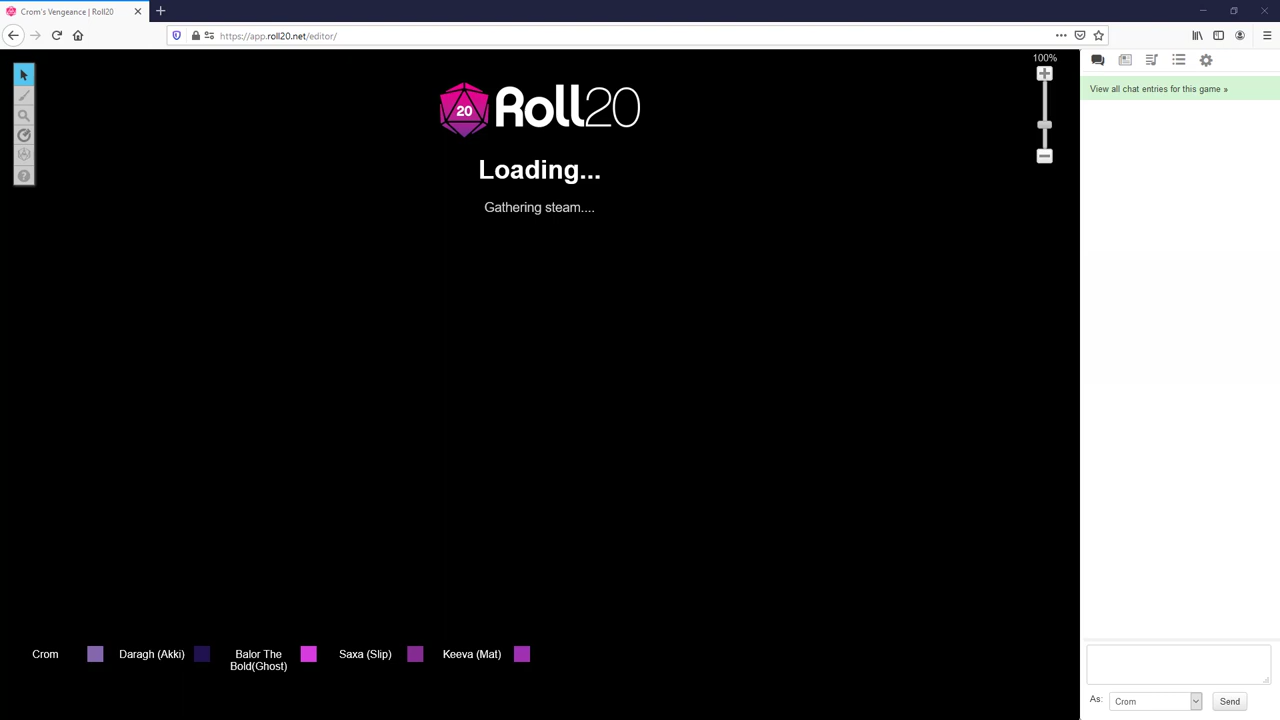 Crom's Vengeance | Roll20
https://app.roll20.net/editor/
100%
View all chat entries for this game »
20
Roll20
Loading...
Gathering steam....
Crom
Daragh (Akki)
Balor The
Bold(Ghost)
Saxa (Slip)
Keeva (Mat)
As:
Crom
Send